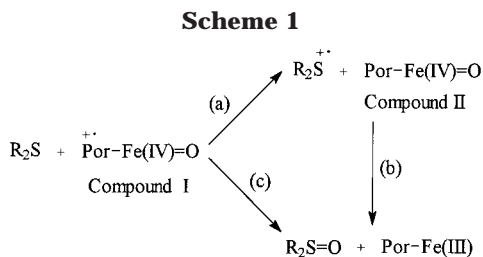 Scheme 1
R₂S⁺· + Por-Fe(IV)=O
Compound II
(a)
R₂S + ⁺·Por-Fe(IV)=O
Compound I
(b)
(c)
R₂S=O + Por-Fe(III)